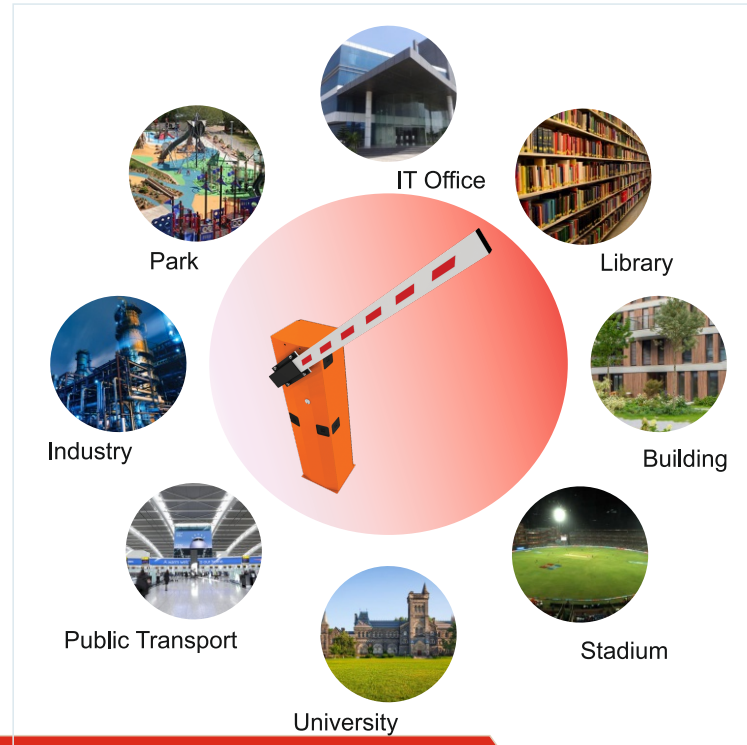 IT Office
Park
Library
Industry
Building
Public Transport
Stadium
University